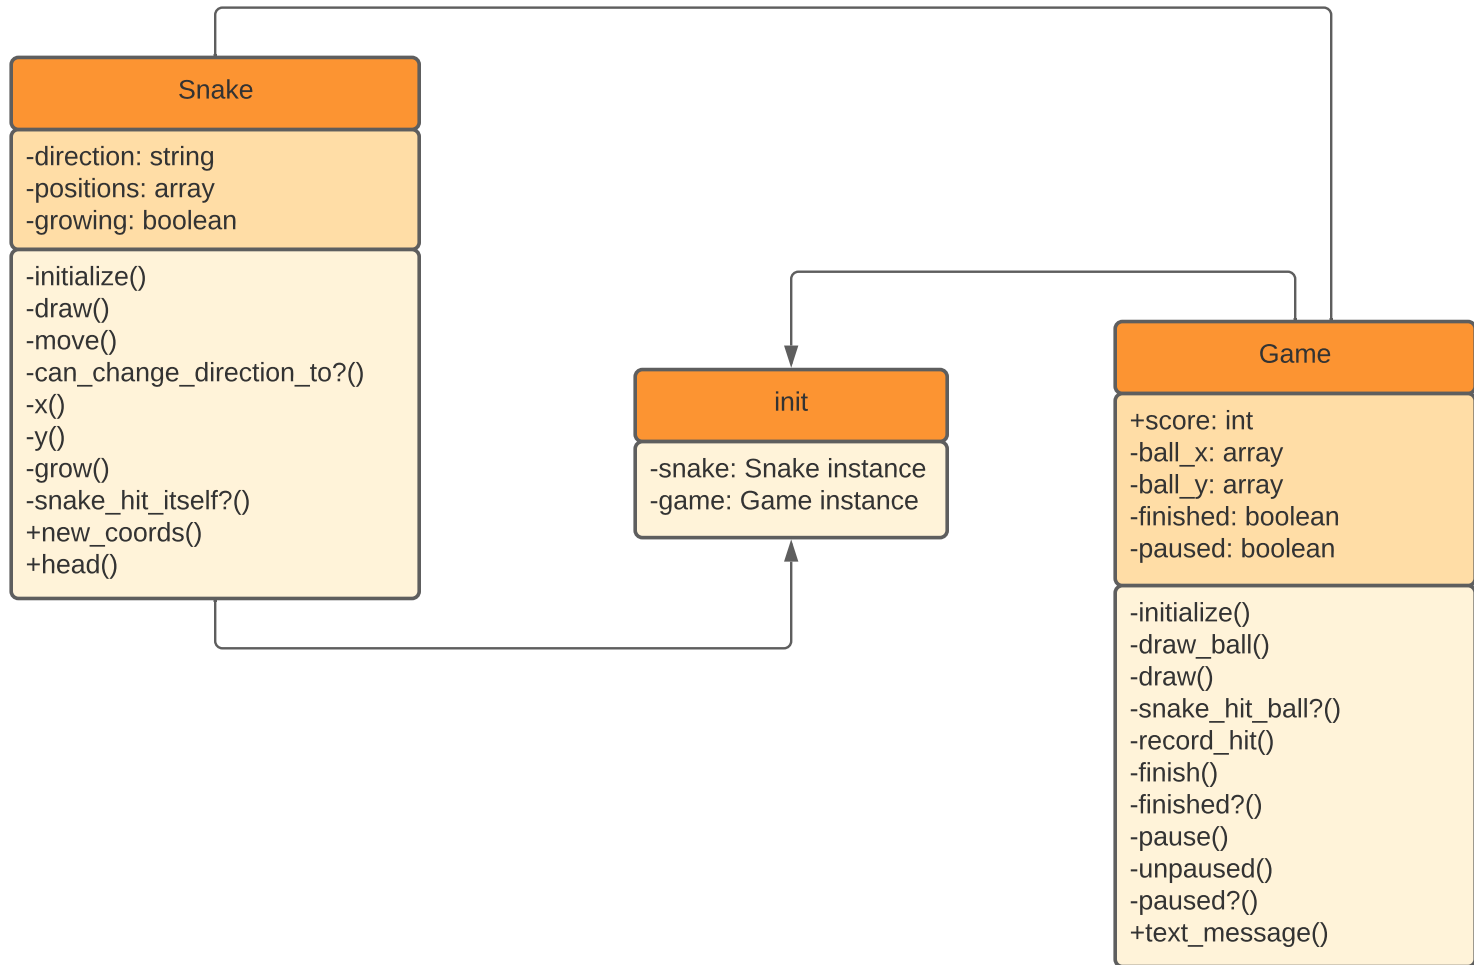 Snake
-direction: string
-positions: array
-growing: boolean
-initialize()
-draw()
-move()
-can_change_direction_to?()
-x()
-y()
-grow()
-snake_hit_itself?()
+new_coords()
+head()
init
-snake: Snake instance
-game: Game instance
Game
+score: int
-ball_x: array
-ball_y: array
-finished: boolean
-paused: boolean
-initialize()
-draw_ball()
-draw()
-snake_hit_ball?()
-record_hit()
-finish()
-finished?()
-pause()
-unpaused()
-paused?()
+text_message()